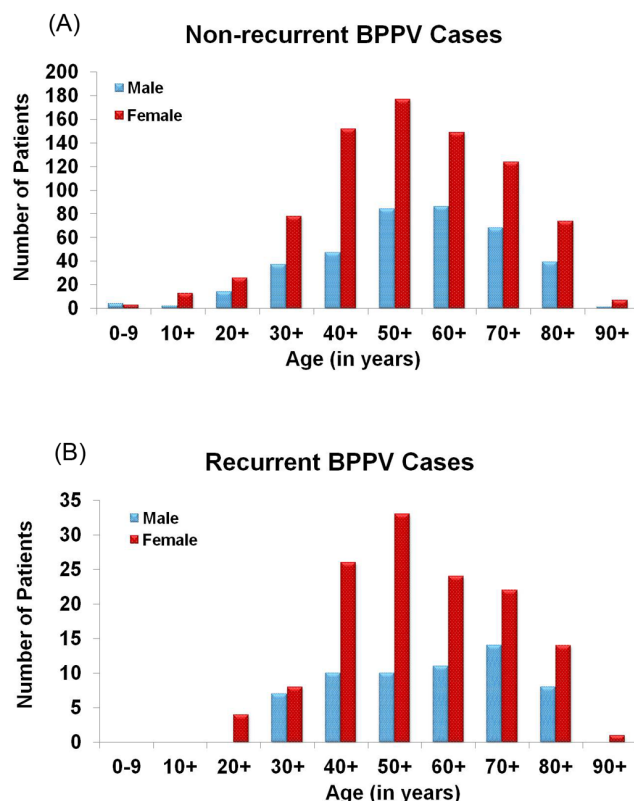 (A)
Non-recurrent BPPV Cases
Number of Patients
200
180
160
140
120
100
80
60
40
20
0
Male
Female
0-9 10+ 20+ 30+ 40+ 50+ 60+ 70+ 80+ 90+
Age (in years)
(B)
Recurrent BPPV Cases
Number of Patients
35
30
25
20
15
10
5
0
Male
Female
0-9 10+ 20+ 30+ 40+ 50+ 60+ 70+ 80+ 90+
Age (in years)